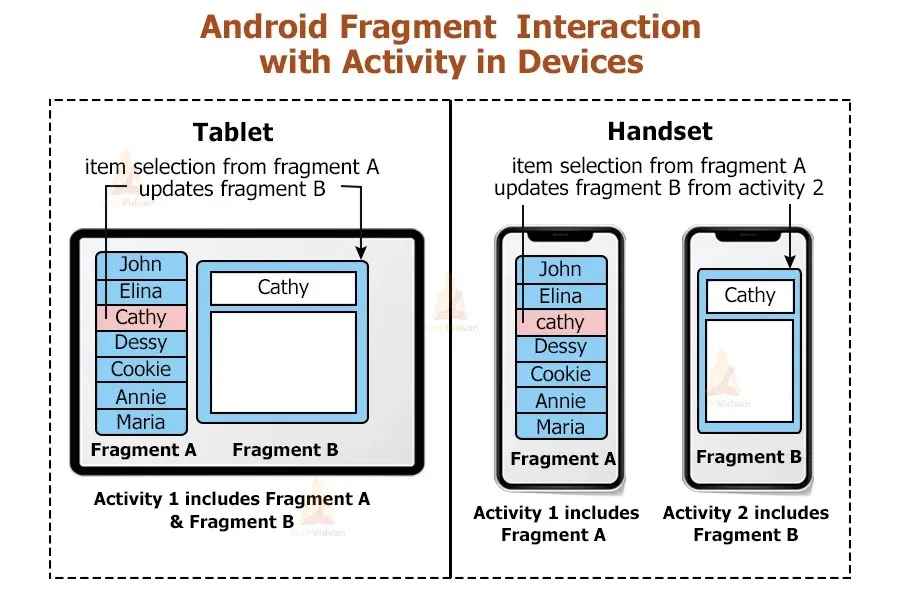 Android Fragment Interaction
with Activity in Devices
Tablet
item selection from fragment A
updates fragment B
John
Elina
Cathy
Dessy
Cookie
Annie
Maria
Fragment A
Cathy
Fragment B
Activity 1 includes Fragment A
& Fragment B
Handset
item selection from fragment A
updates fragment B from activity 2
John
Elina
cathy
Dessy
Cookie
Annie
Maria
Fragment A
Activity 1 includes
Fragment A
Cathy
Fragment B
Activity 2 includes
Fragment B